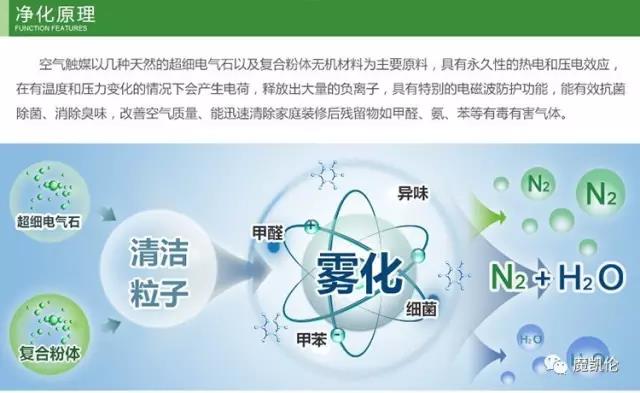 净化原理
FUNCTION FEATURES
空气触媒以几种天然的超细电气石以及复合粉体无机材料为主要原料，具有永久性的热电和压电效应，
在有温度和压力变化的情况下会产生电荷，释放出大量的负离子，具有特别的电磁波防护功能，能有效抗菌
除菌、消除臭味，改善空气质量、能迅速清除家庭装修后残留物如甲醛、氨、苯等有毒有害气体。
超细电气石
复合粉体
清洁
粒子
甲醛
异味
雾化
细菌
甲苯
N₂
N₂
N₂+H₂O
H₂O
H₂O
魔凯伦